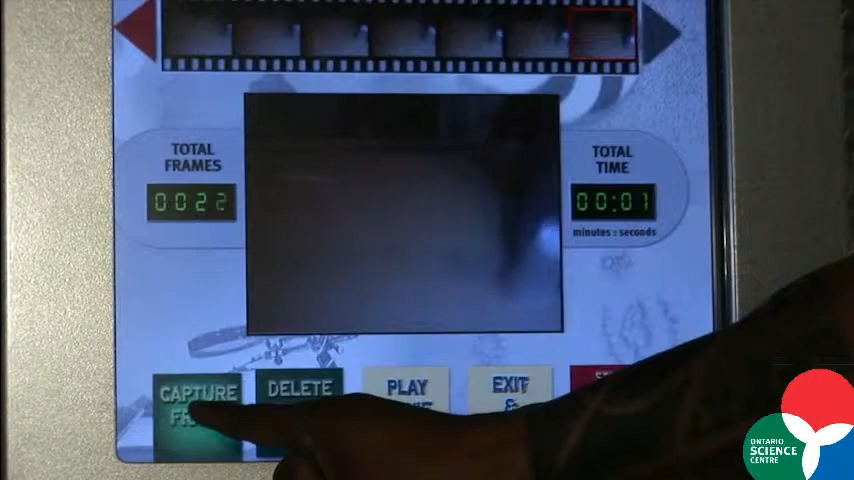 TOTAL
FRAMES
0022
TOTAL
TIME
00:01
minutes : seconds
CAPTURE
DELETE
PLAY
EXIT
&
ONTARIO
SCIENCE
CENTRE